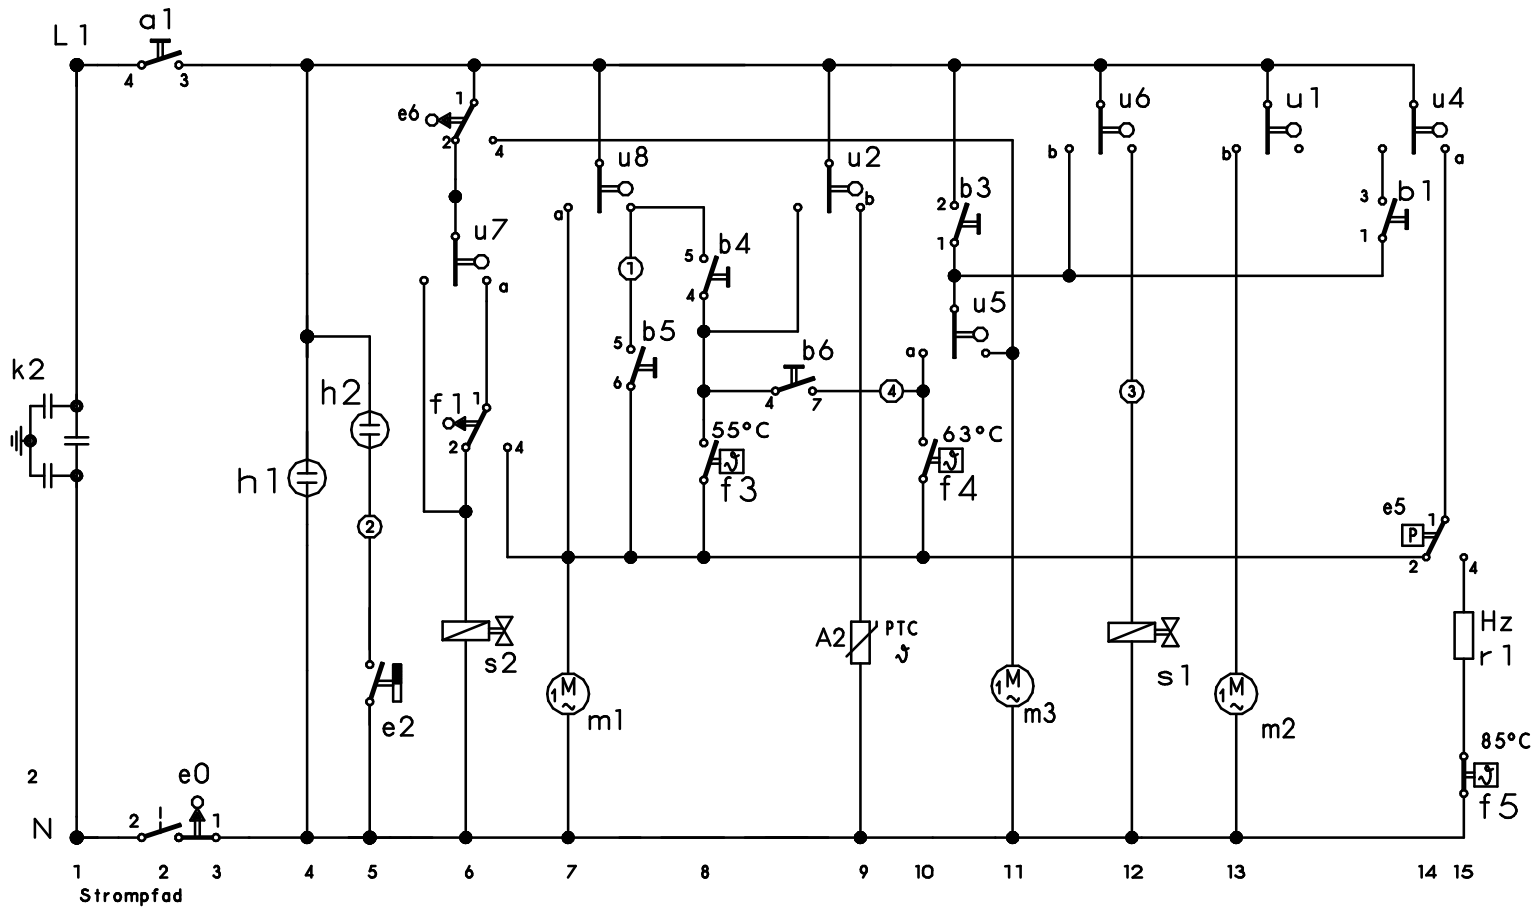 L1
a1
4 3
e6
1
2 4
u8
a
u2
b
u6
b
u1
b
u4
a
b3
2
1
b1
3
1
u7
a
1
b4
5
4
u5
a
b5
5
6
b6
4 7
4
3
k2
h2
f1
1
2 4
55°C
ϑ
f3
63°C
ϑ
f4
h1
2
e5
1
P
2 4
s2
A2
PTC
ϑ
s1
Hz
r1
M
1~
m1
M
1~
m3
M
1~
m2
e2
85°C
ϑ
f5
2
e0
N
2 1
1 2 3 4 5 6 7 8 9 10 11 12 13 14 15
Strompfad